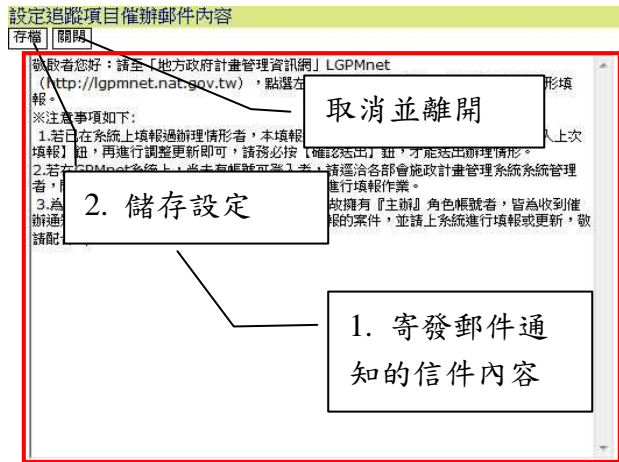 設定追蹤項目催辦郵件內容
存檔 關閉
敬啟者您好：請至「地方政府計畫管理資訊網」LGPMnet
（http://lgpmnet.nat.gov.tw），點選左 形填
報。
※注意事項如下:
1.若已在系統上填報過辦理情形者，本填報 入上次
填報】鈕，再進行調整更新即可，請務必按【確認送出】鈕，才能送出辦理情形。
2.若在GPMnet系統上，尚未有帳號可登入者，請逕洽各部會施政計畫管理系統系統管理
者， 進行填報作業。
3.為 故擁有『主辦』角色帳號者，皆為收到催
辦通 報的案件，並請上系統進行填報或更新，敬
請配
取消並離開
2. 儲存設定
1. 寄發郵件通
知的信件內容